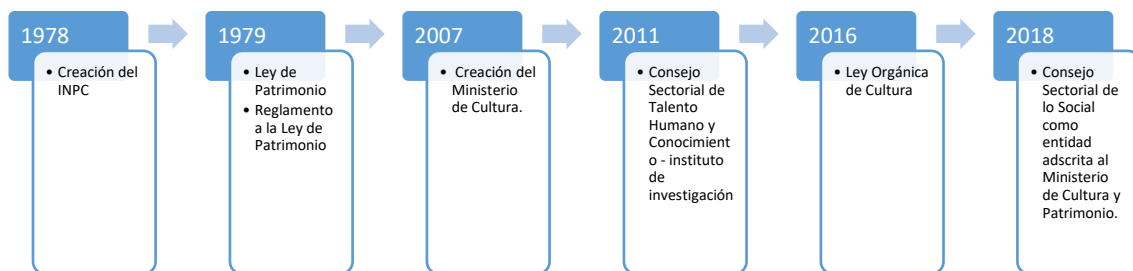 1978
• Creación del
INPC
1979
• Ley de
Patrimonio
• Reglamento
a la Ley de
Patrimonio
2007
• Creación del
Ministerio
de Cultura.
2011
• Consejo
Sectorial de
Talento
Humano y
Conocimient
o - instituto
de
investigación
2016
• Ley Orgánica
de Cultura
2018
• Consejo
Sectorial de
lo Social
como
entidad
adscrita al
Ministerio
de Cultura y
Patrimonio.